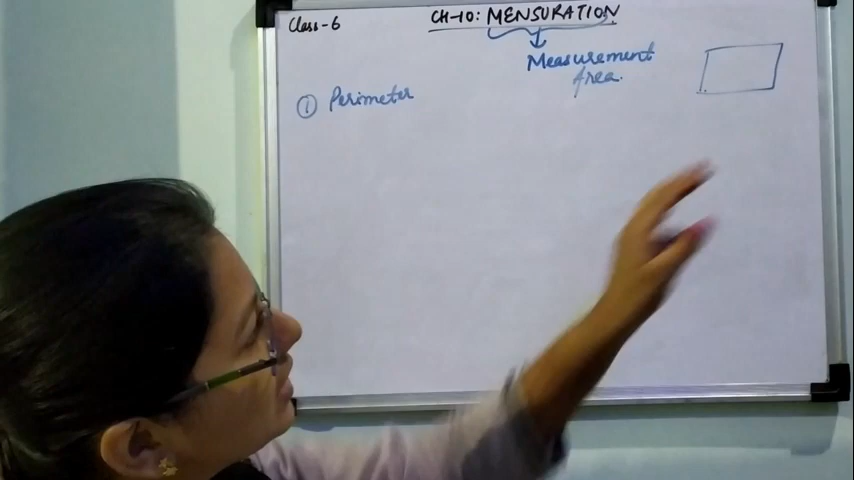 Class-6
CH-10: MENSURATION
Measurement
Area.
① Perimeter